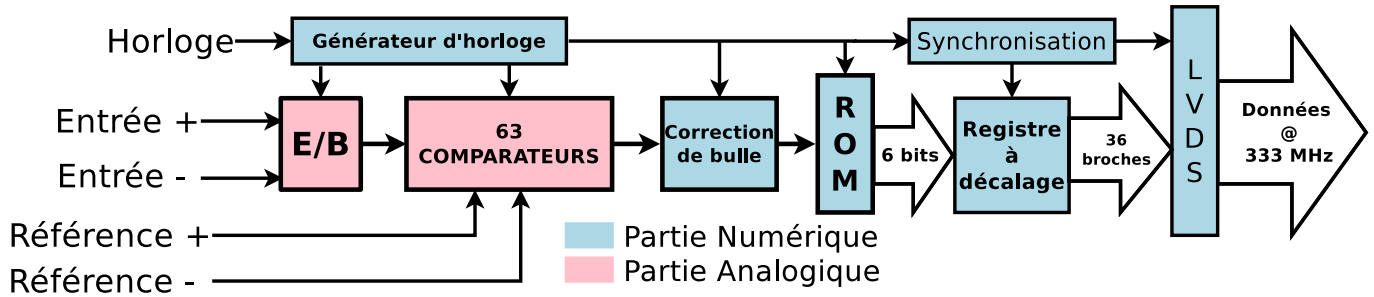 Horloge
Générateur d'horloge
Synchronisation
Entrée +
Entrée -
E/B
63
COMPARATEURS
Correction
de bulle
R
O
M
6 bits
Registre
à
décalage
36
broches
L
V
D
S
Données
@
333 MHz
Référence +
Référence -
Partie Numérique
Partie Analogique